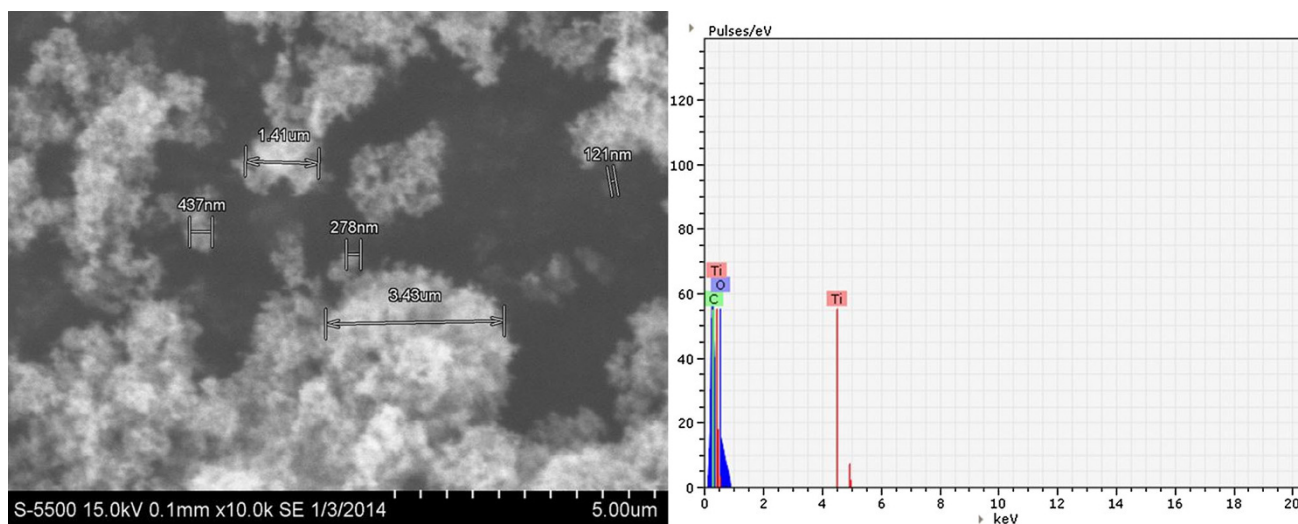 1.41um
121nm
437nm
278nm
3.43um
S-5500 15.0kV 0.1mm x10.0k SE 1/3/2014
5.00um
Pulses/eV
120
100
80
60
40
20
0
Ti
O
C
Ti
0 2 4 6 8 10 12 14 16 18 20
keV